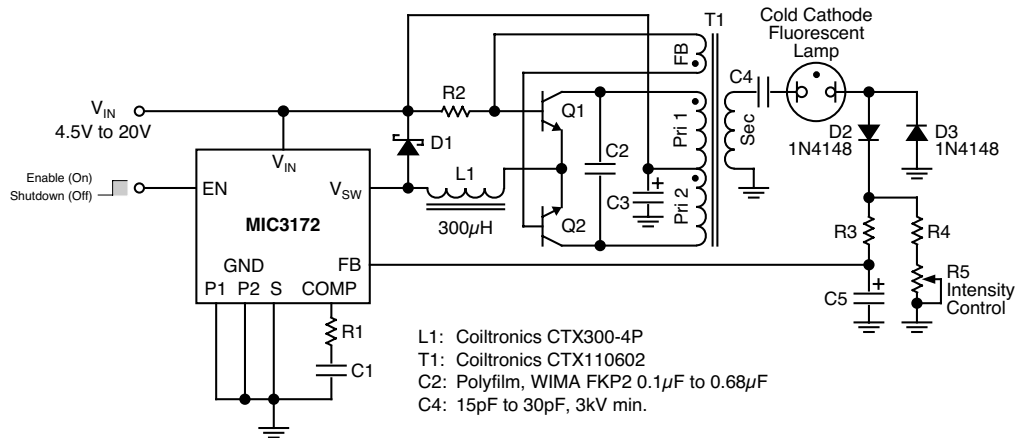 Cold Cathode
Fluorescent
Lamp
T1
FB
C4
R2
VIN
4.5V to 20V
Q1
D1
C2
Pri 1
Sec
D2
1N4148
D3
1N4148
VIN
L1
Enable (On)
Shutdown (Off)
EN
VSW
C3
Pri 2
MIC3172
300µH
Q2
R3
R4
GND
FB
P1 P2 S COMP
R5
Intensity
Control
C5
R1
C1
L1: Coiltronics CTX300-4P
T1: Coiltronics CTX110602
C2: Polyfilm, WIMA FKP2 0.1µF to 0.68µF
C4: 15pF to 30pF, 3kV min.